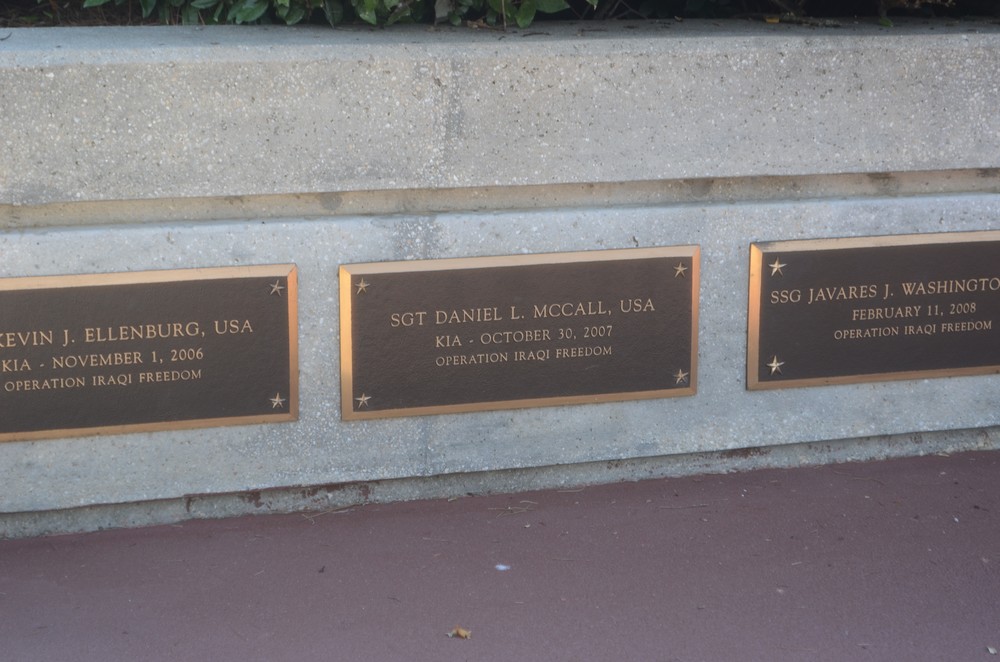 KEVIN J. ELLENBURG, USA
KIA - NOVEMBER 1, 2006
OPERATION IRAQI FREEDOM
SGT DANIEL L. MCCALL, USA
KIA - OCTOBER 30, 2007
OPERATION IRAQI FREEDOM
SSG JAVARES J. WASHINGTO
FEBRUARY 11, 2008
OPERATION IRAQI FREEDOM